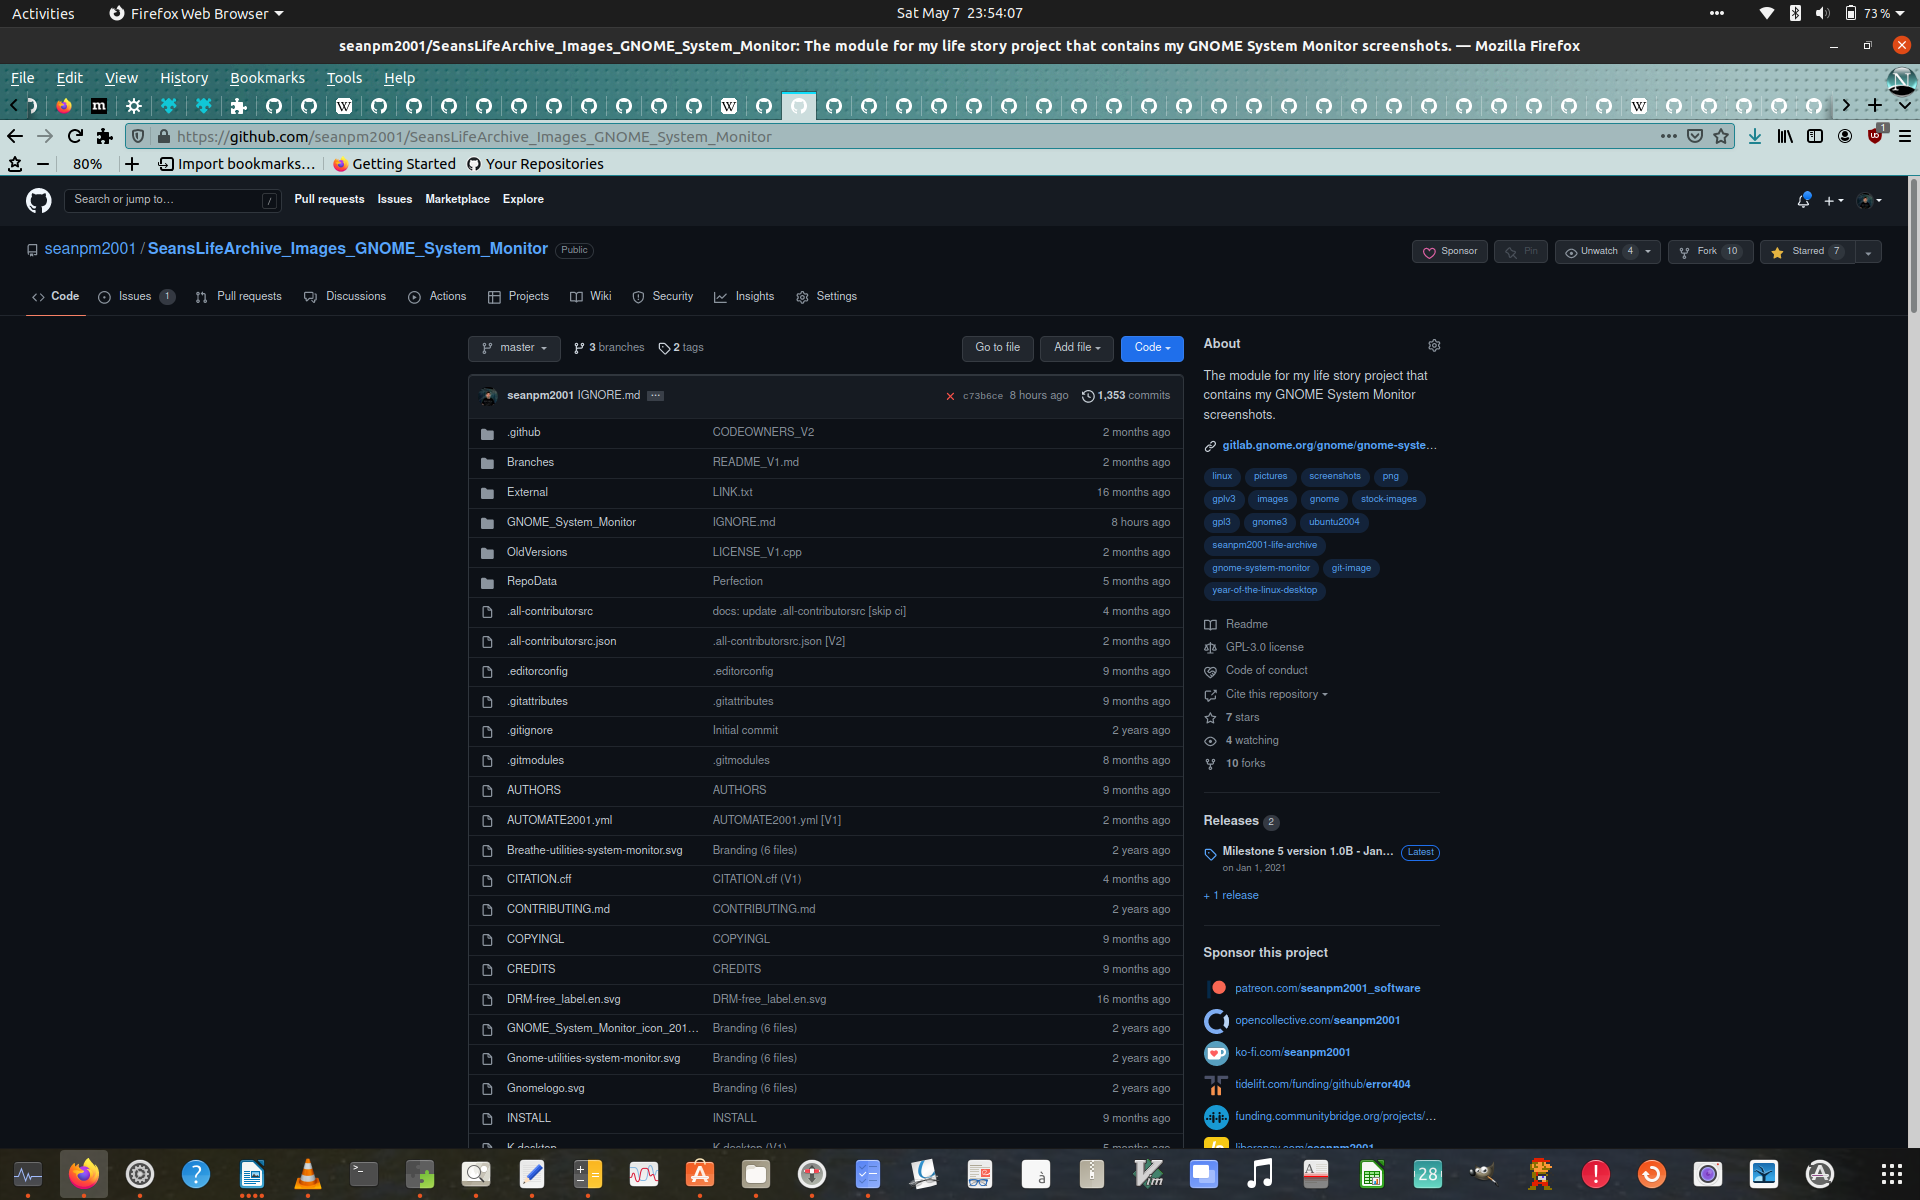 Activities
Firefox Web Browser
Sat May 7 23:54:07
73 %
seanpm2001/SeansLifeArchive_Images_GNOME_System_Monitor: The module for my life story project that contains my GNOME System Monitor screenshots. — Mozilla Firefox
File Edit View History Bookmarks Tools Help
https://github.com/seanpm2001/SeansLifeArchive_Images_GNOME_System_Monitor
1
80%
Import bookmarks…
Getting Started
Your Repositories
Search or jump to…
/
Pull requests
Issues
Marketplace
Explore
seanpm2001 / SeansLifeArchive_Images_GNOME_System_Monitor
Public
Sponsor
Pin
Unwatch 4
Fork 10
Starred 7
Code
Issues 1
Pull requests
Discussions
Actions
Projects
Wiki
Security
Insights
Settings
master
3 branches
2 tags
Go to file
Add file
Code
seanpm2001 IGNORE.md
c73b6ce 8 hours ago
1,353 commits
.github CODEOWNERS_V2 2 months ago
Branches README_V1.md 2 months ago
External LINK.txt 16 months ago
GNOME_System_Monitor IGNORE.md 8 hours ago
OldVersions LICENSE_V1.cpp 2 months ago
RepoData Perfection 5 months ago
.all-contributorsrc docs: update .all-contributorsrc [skip ci] 4 months ago
.all-contributorsrc.json .all-contributorsrc.json [V2] 2 months ago
.editorconfig .editorconfig 9 months ago
.gitattributes .gitattributes 9 months ago
.gitignore Initial commit 2 years ago
.gitmodules .gitmodules 8 months ago
AUTHORS AUTHORS 9 months ago
AUTOMATE2001.yml AUTOMATE2001.yml [V1] 2 months ago
Breathe-utilities-system-monitor.svg Branding (6 files) 2 years ago
CITATION.cff CITATION.cff (V1) 4 months ago
CONTRIBUTING.md CONTRIBUTING.md 2 years ago
COPYINGL COPYINGL 9 months ago
CREDITS CREDITS 9 months ago
DRM-free_label.en.svg DRM-free_label.en.svg 16 months ago
GNOME_System_Monitor_icon_201… Branding (6 files) 2 years ago
Gnome-utilities-system-monitor.svg Branding (6 files) 2 years ago
Gnomelogo.svg Branding (6 files) 2 years ago
INSTALL INSTALL 9 months ago
About
The module for my life story project that
contains my GNOME System Monitor
screenshots.
gitlab.gnome.org/gnome/gnome-syste…
linux pictures screenshots png
gplv3 images gnome stock-images
gpl3 gnome3 ubuntu2004
seanpm2001-life-archive
gnome-system-monitor git-image
year-of-the-linux-desktop
Readme
GPL-3.0 license
Code of conduct
Cite this repository
7 stars
4 watching
10 forks
Releases 2
Milestone 5 version 1.0B - Jan… Latest
on Jan 1, 2021
+ 1 release
Sponsor this project
patreon.com/seanpm2001_software
opencollective.com/seanpm2001
ko-fi.com/seanpm2001
tidelift.com/funding/github/error404
funding.communitybridge.org/projects/…
28